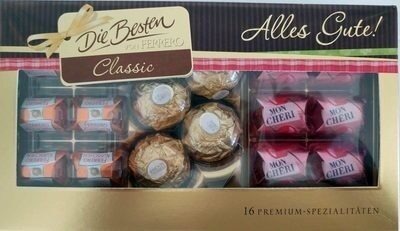 Die Besten
VON FERRERO
Classic
Alles Gute!
MON
CHERI
MON
CHERI
MON
CHERI
MON
CHERI
16 PREMIUM-SPEZIALITÄTEN